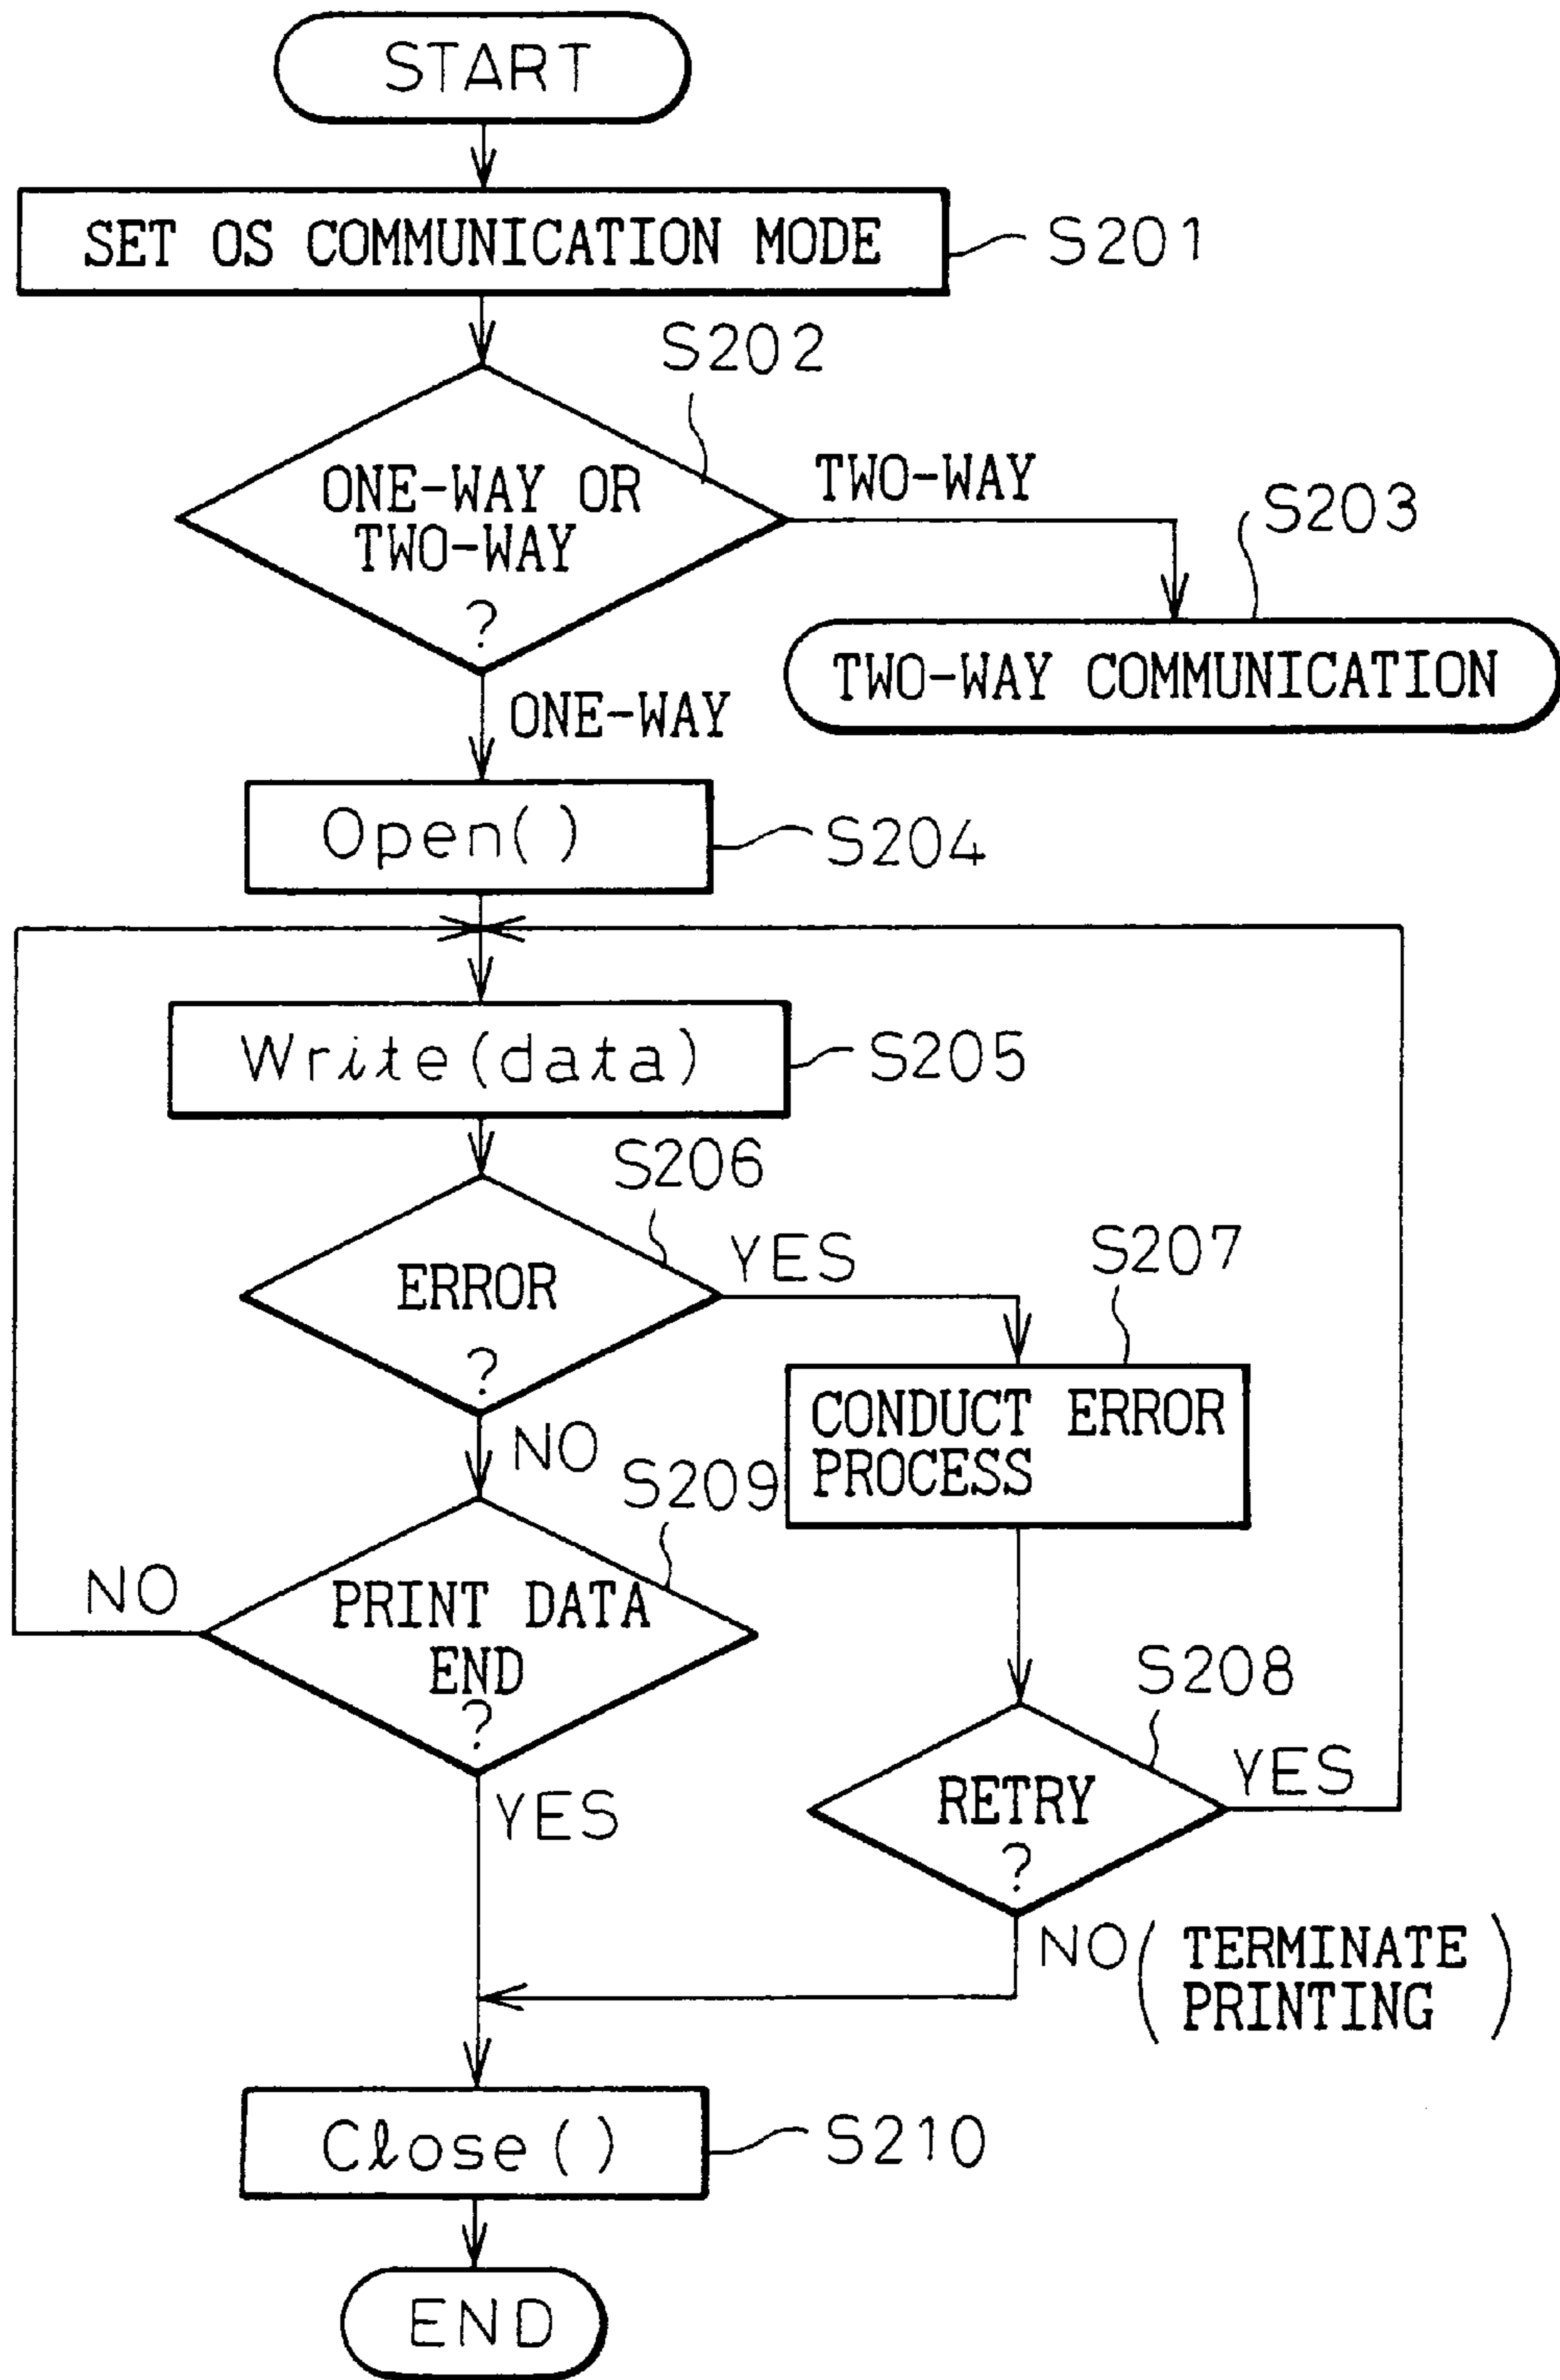 START
SET OS COMMUNICATION MODE
S201
S202
ONE-WAY OR
TWO-WAY
?
TWO-WAY
S203
TWO-WAY COMMUNICATION
ONE-WAY
Open()
S204
Write(data)
S205
S206
ERROR
?
YES
S207
CONDUCT ERROR
PROCESS
NO
S209
PRINT DATA
END
?
NO
YES
S208
RETRY
?
YES
NO (TERMINATE
PRINTING)
Close()
S210
END